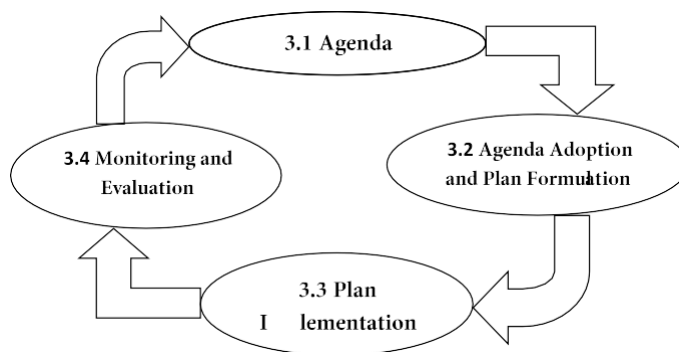 3.1 Agenda
3.2 Agenda Adoption
and Plan Formulation
3.3 Plan
I lementation
3.4 Monitoring and
Evaluation